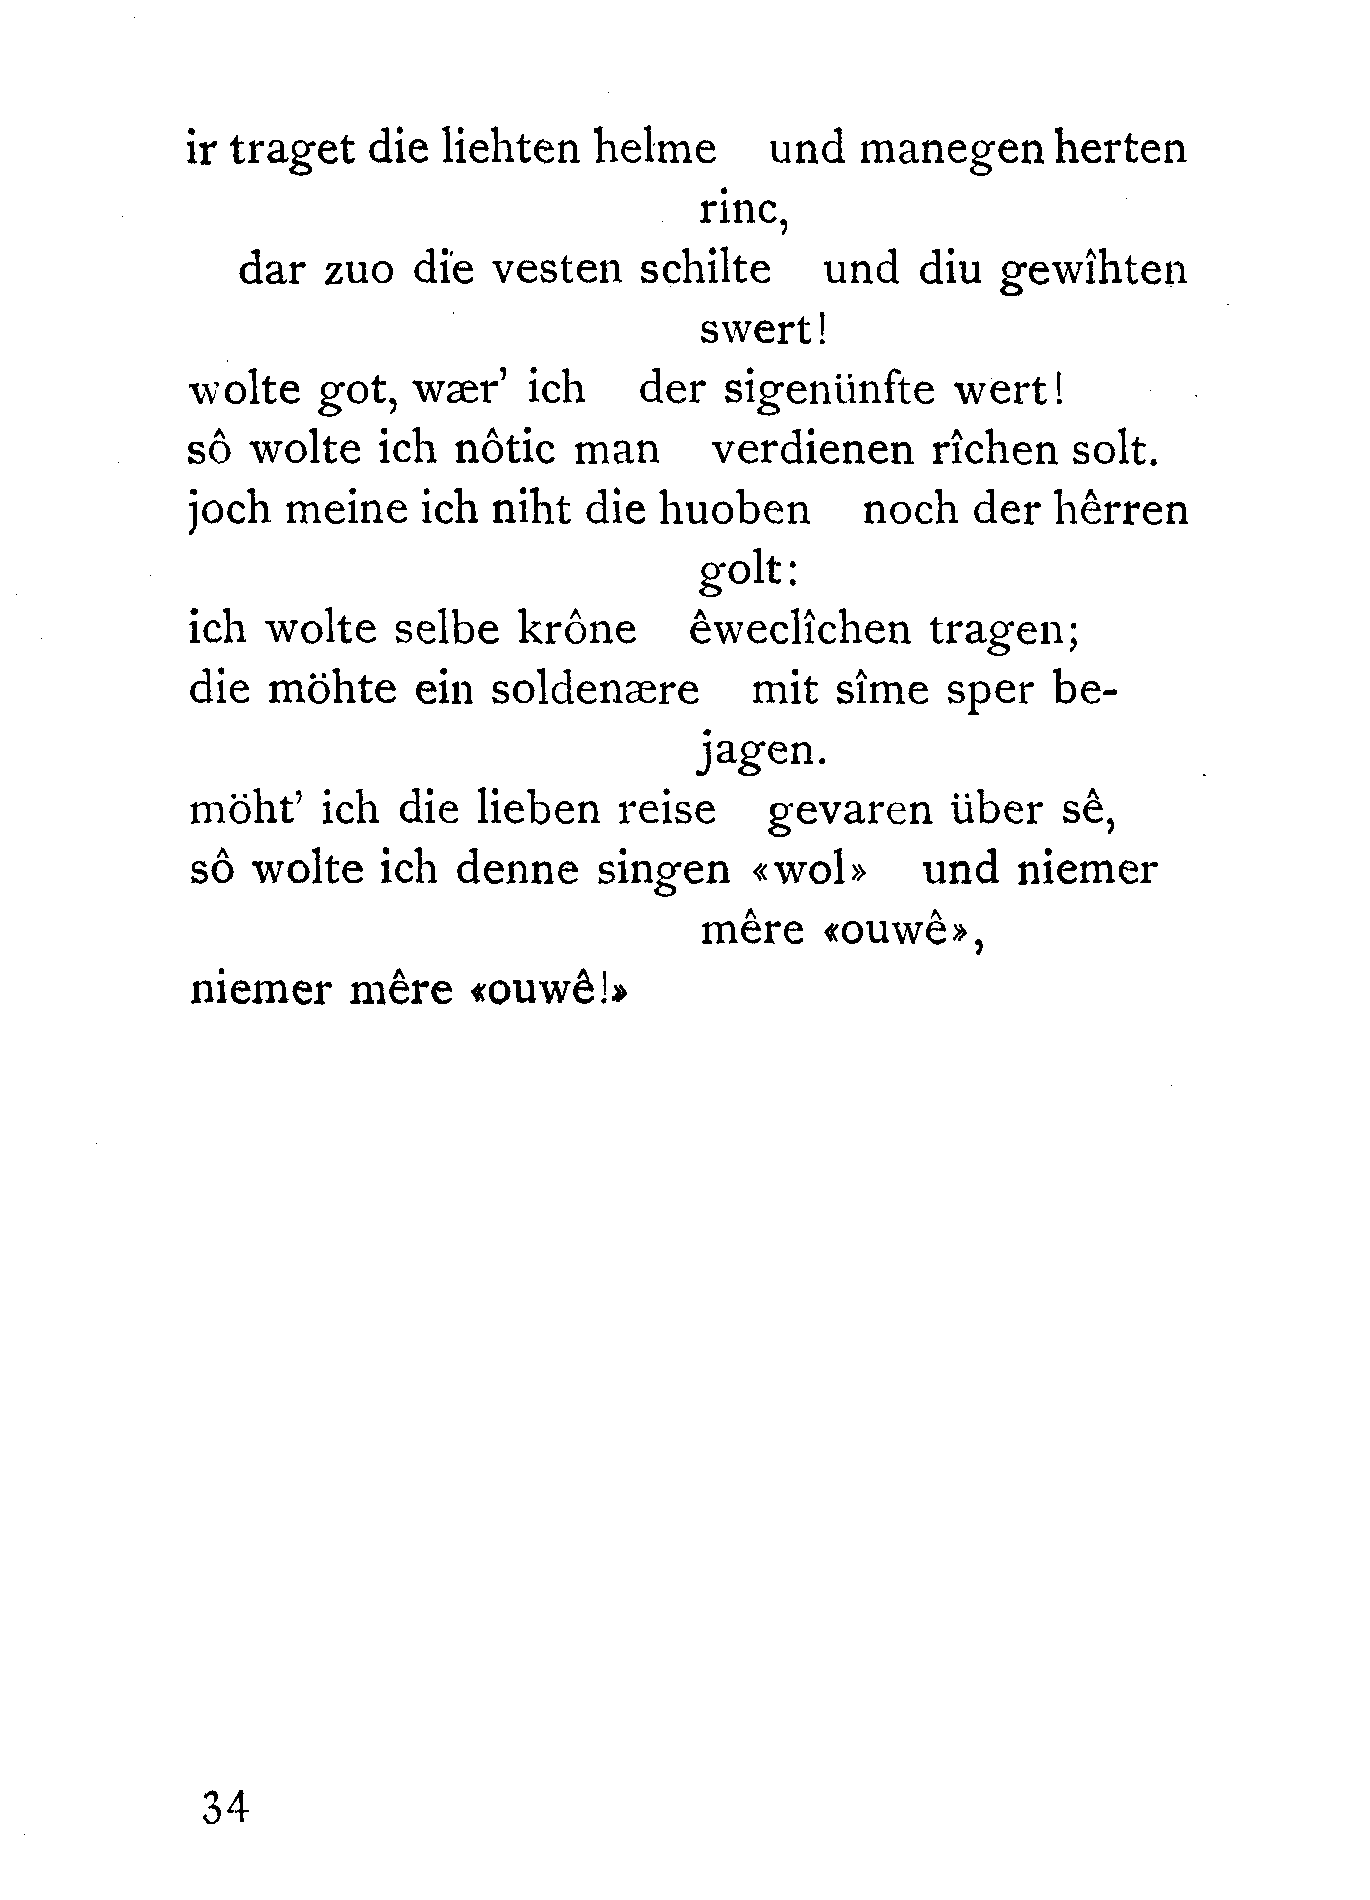 ir traget die liehten helme und manegen herten
rinc,
dar zuo die vesten schilte und diu gewîhten
swert!
wolte got, wær’ ich der sigenünfte wert!
sô wolte ich nôtic man verdienen rîchen solt.
joch meine ich niht die huoben noch der hêrren
golt:
ich wolte selbe krône êweclîchen tragen;
die möhte ein soldenære mit sîme sper be-
jagen.
möht’ ich die lieben reise gevaren über sê,
sô wolte ich denne singen «wol» und niemer
mêre «ouwê»,
niemer mêre «ouwê!»
34